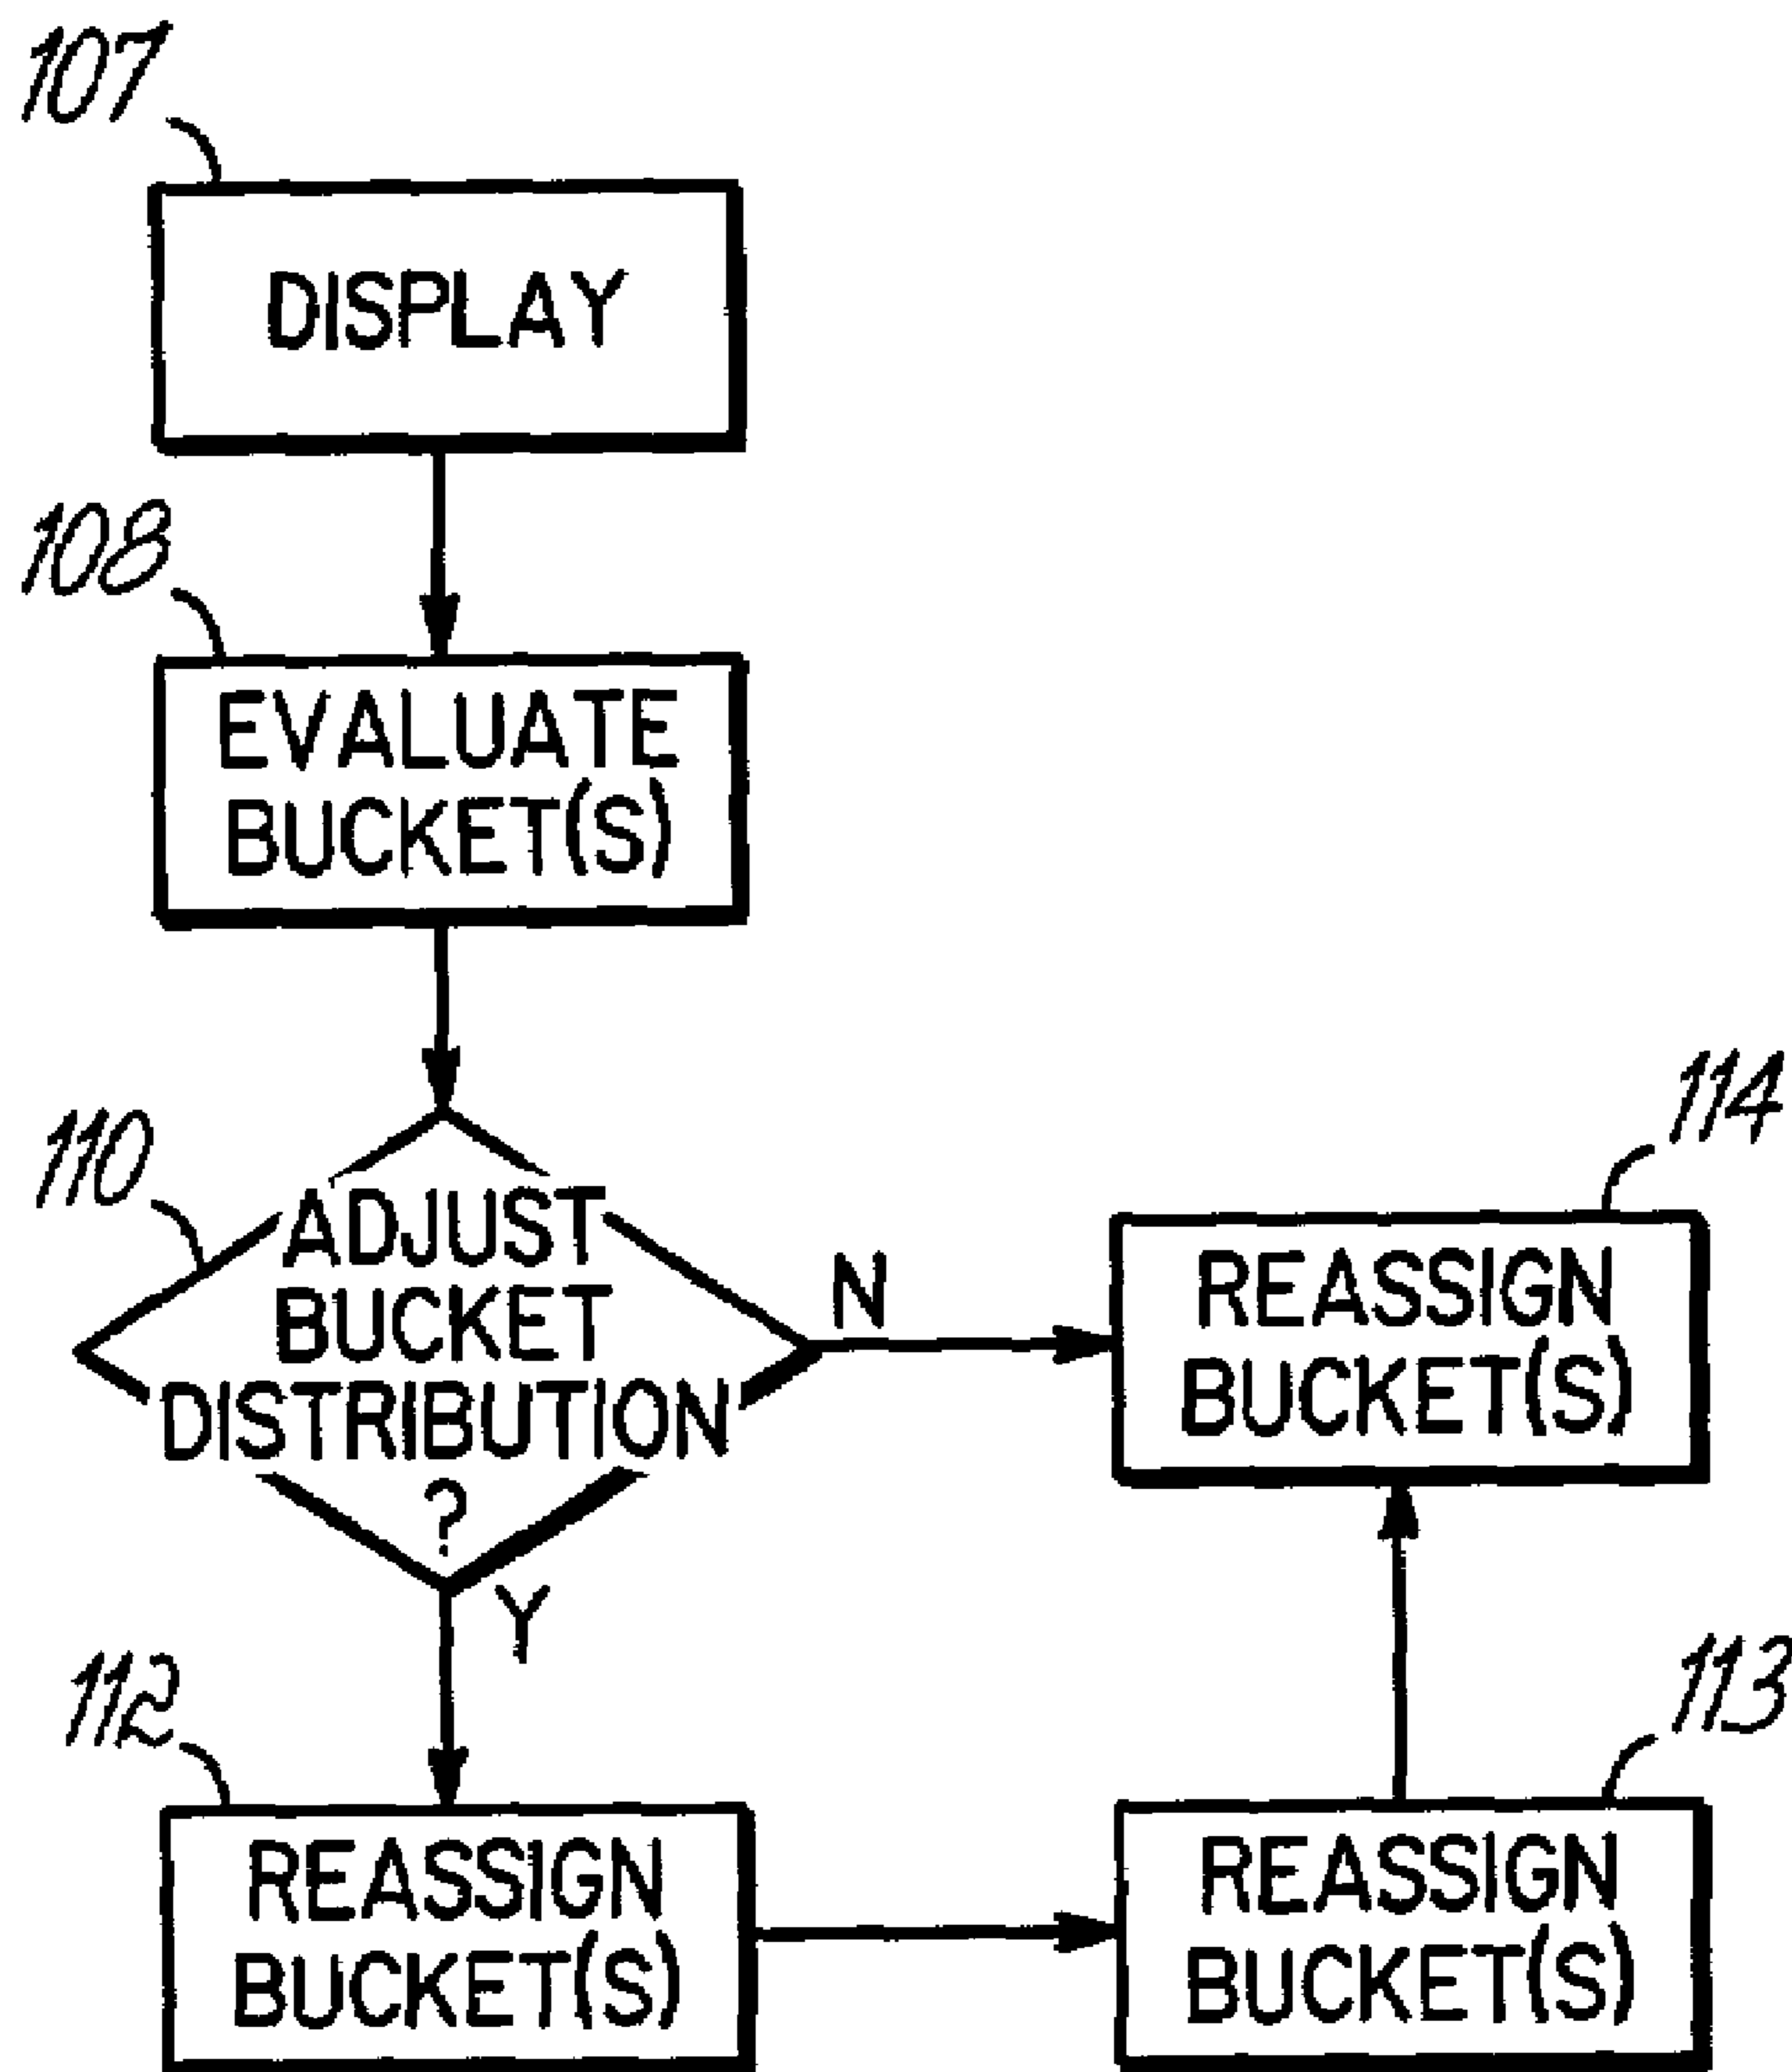 107
DISPLAY
108
EVALUATE
BUCKET(S)
110
ADJUST
BUCKET
DISTRIBUTION
?
N
Y
114
REASSIGN
BUCKET(S)
112
REASSIGN
BUCKET(S)
113
REASSIGN
BUCKET(S)